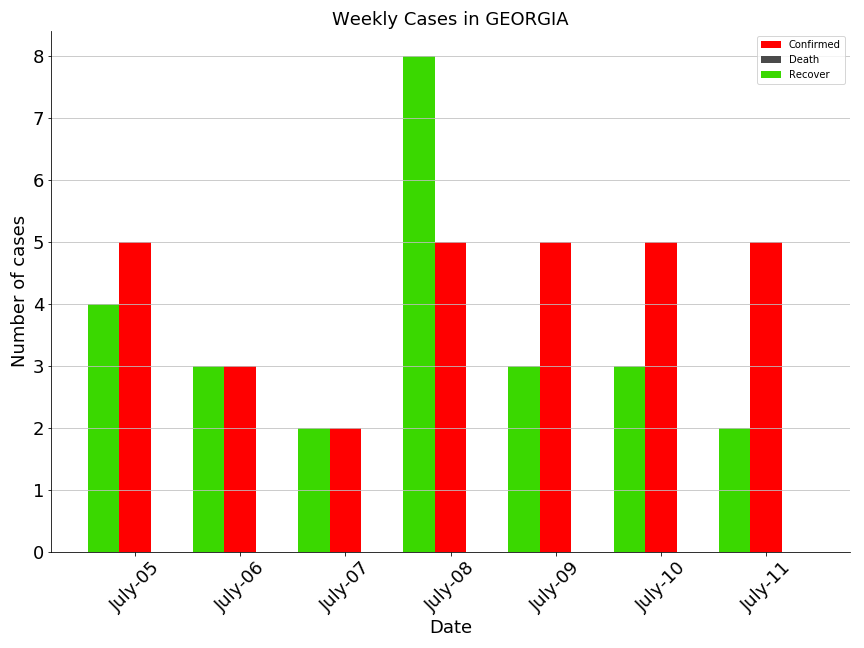 Weekly Cases in GEORGIA
Confirmed
Death
Recover
Number of cases
8
7
6
5
4
3
2
1
0
July-05 July-06 July-07 July-08 July-09 July-10 July-11
Date